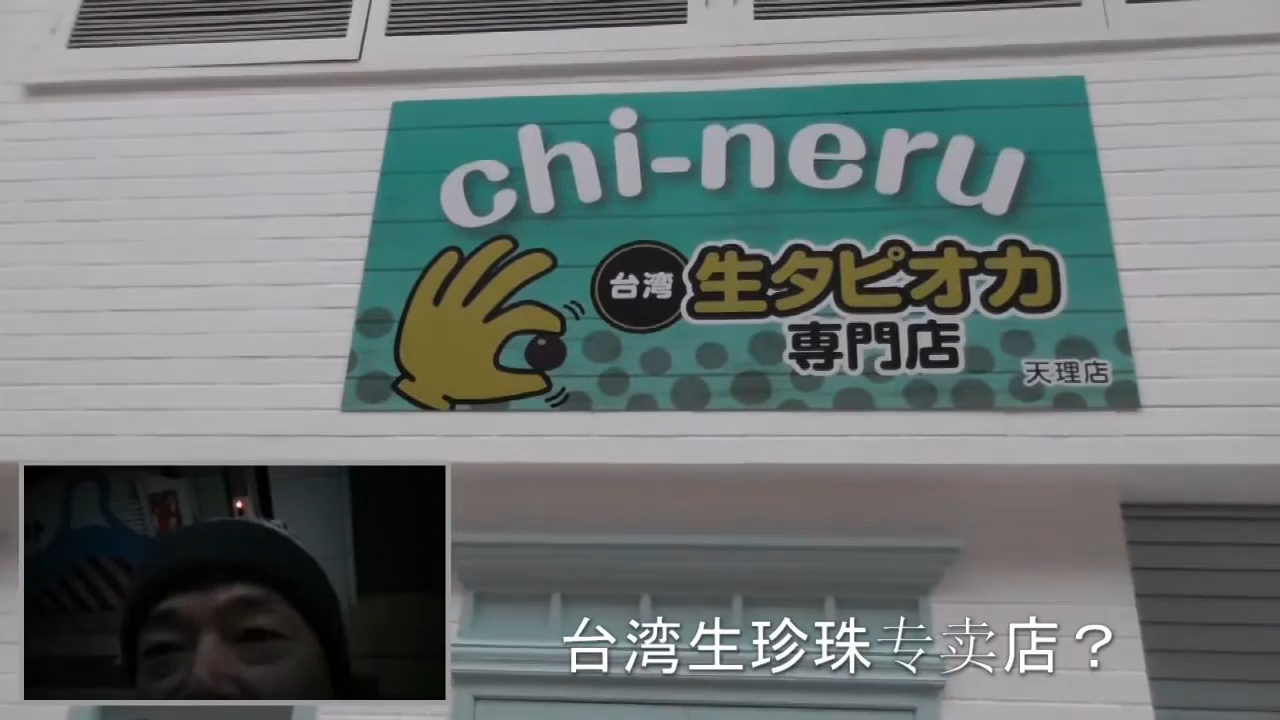 chi-neru
台湾
生タピオカ
専門店
天理店
台湾生珍珠专卖店？